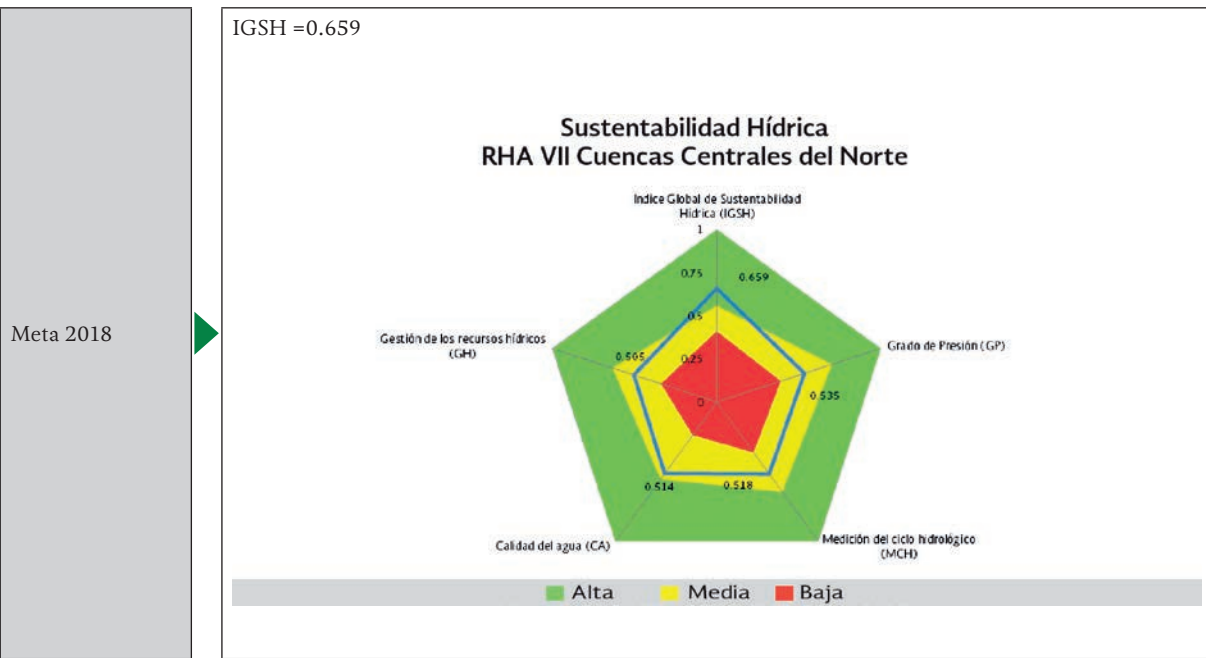 Meta 2018
IGSH =0.659
Sustentabilidad Hídrica
RHA VII Cuencas Centrales del Norte
Indice Global de Sustentabilidad
Hídrica (IGSH)
1
0.75
0.659
0.5
Gestión de los recursos hídricos
(GH)
0.505
0.25
Grado de Presión (GP)
0.535
0
0.514
0.518
Calidad del agua (CA)
Medición del ciclo hidrológico
(MCH)
Alta
Media
Baja